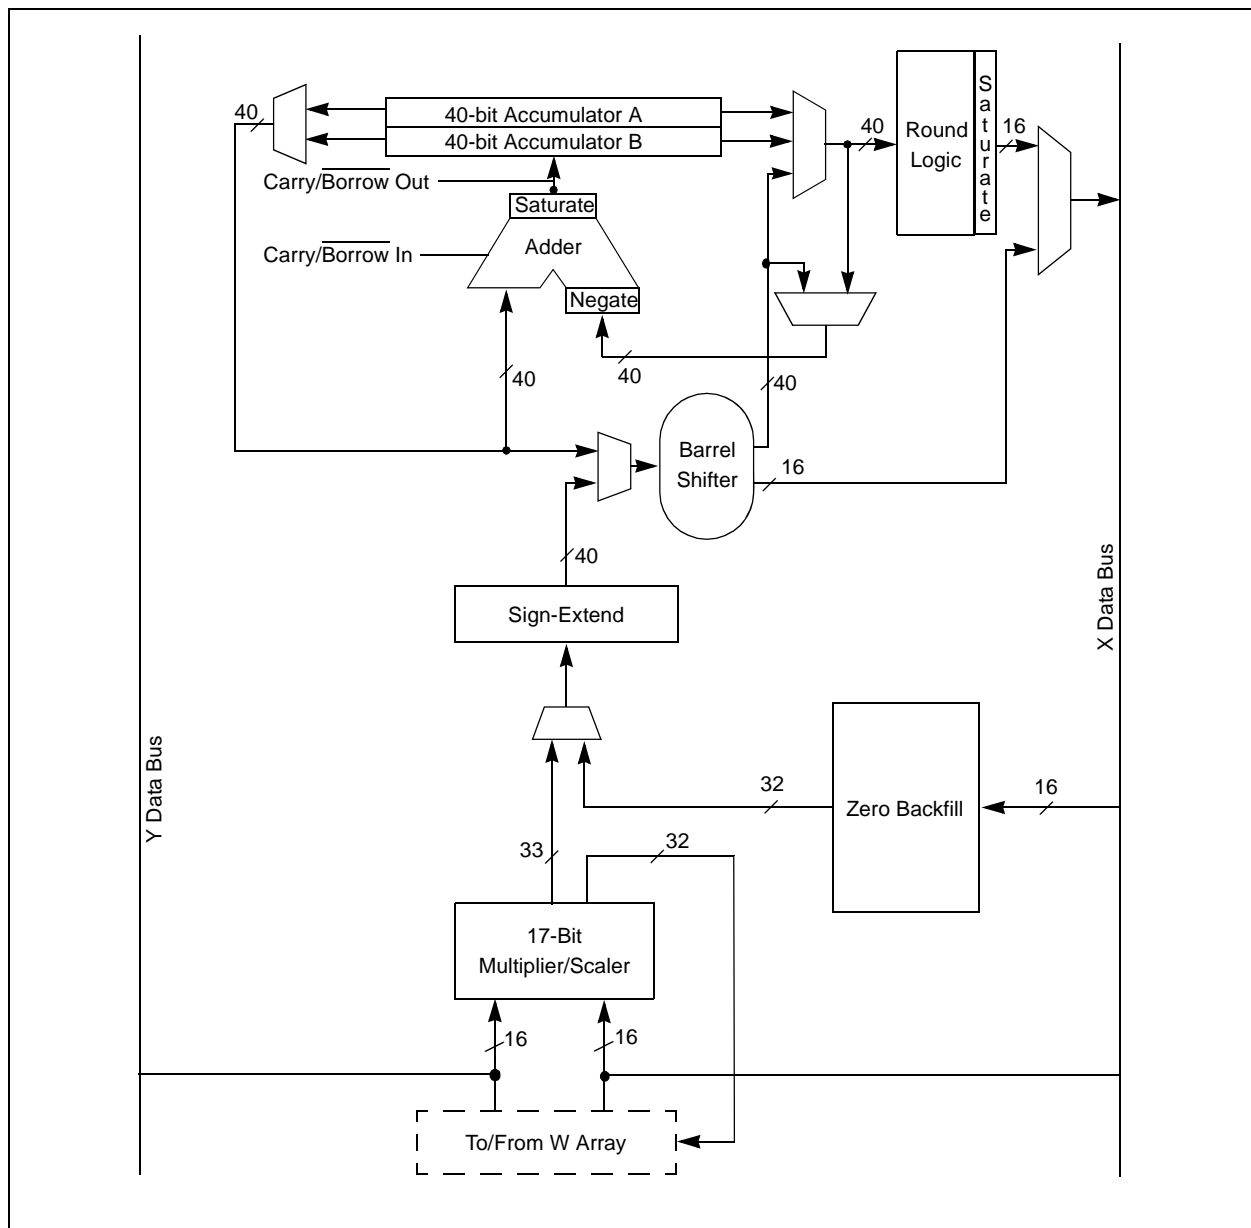 40
40-bit Accumulator A
40-bit Accumulator B
Carry/Borrow Out
Saturate
Carry/Borrow In
Adder
Negate
40
Round
Logic
Saturate
16
40
40
40
Barrel
Shifter
16
40
Sign-Extend
X Data Bus
Y Data Bus
32
Zero Backfill
16
33
32
17-Bit
Multiplier/Scaler
16
16
To/From W Array